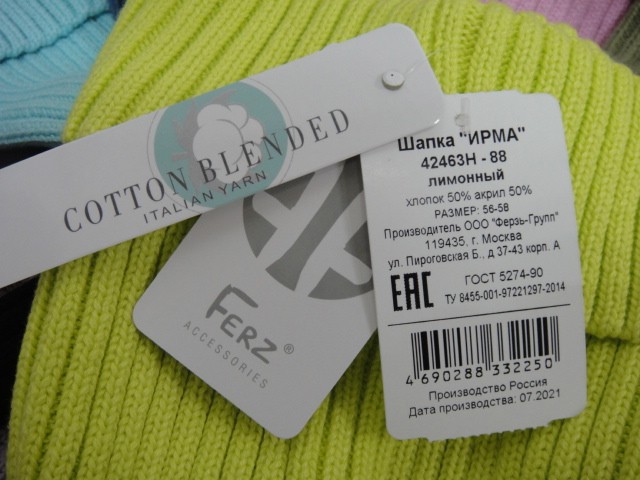 COTTON BLENDED
ITALIAN YARN
FERZ®
ACCESSORIES
Шапка "ИРМА"
42463Н - 88
лимонный
хлопок 50% акрил 50%
РАЗМЕР: 56-58
Производитель ООО "Ферзь-Групп"
119435, г. Москва
ул. Пироговская Б., д 37-43 корп. А
ЕАС
ГОСТ 5274-90
ТУ 8455-001-97221297-2014
4 690288 332250
Производство Россия
Дата производства: 07.2021